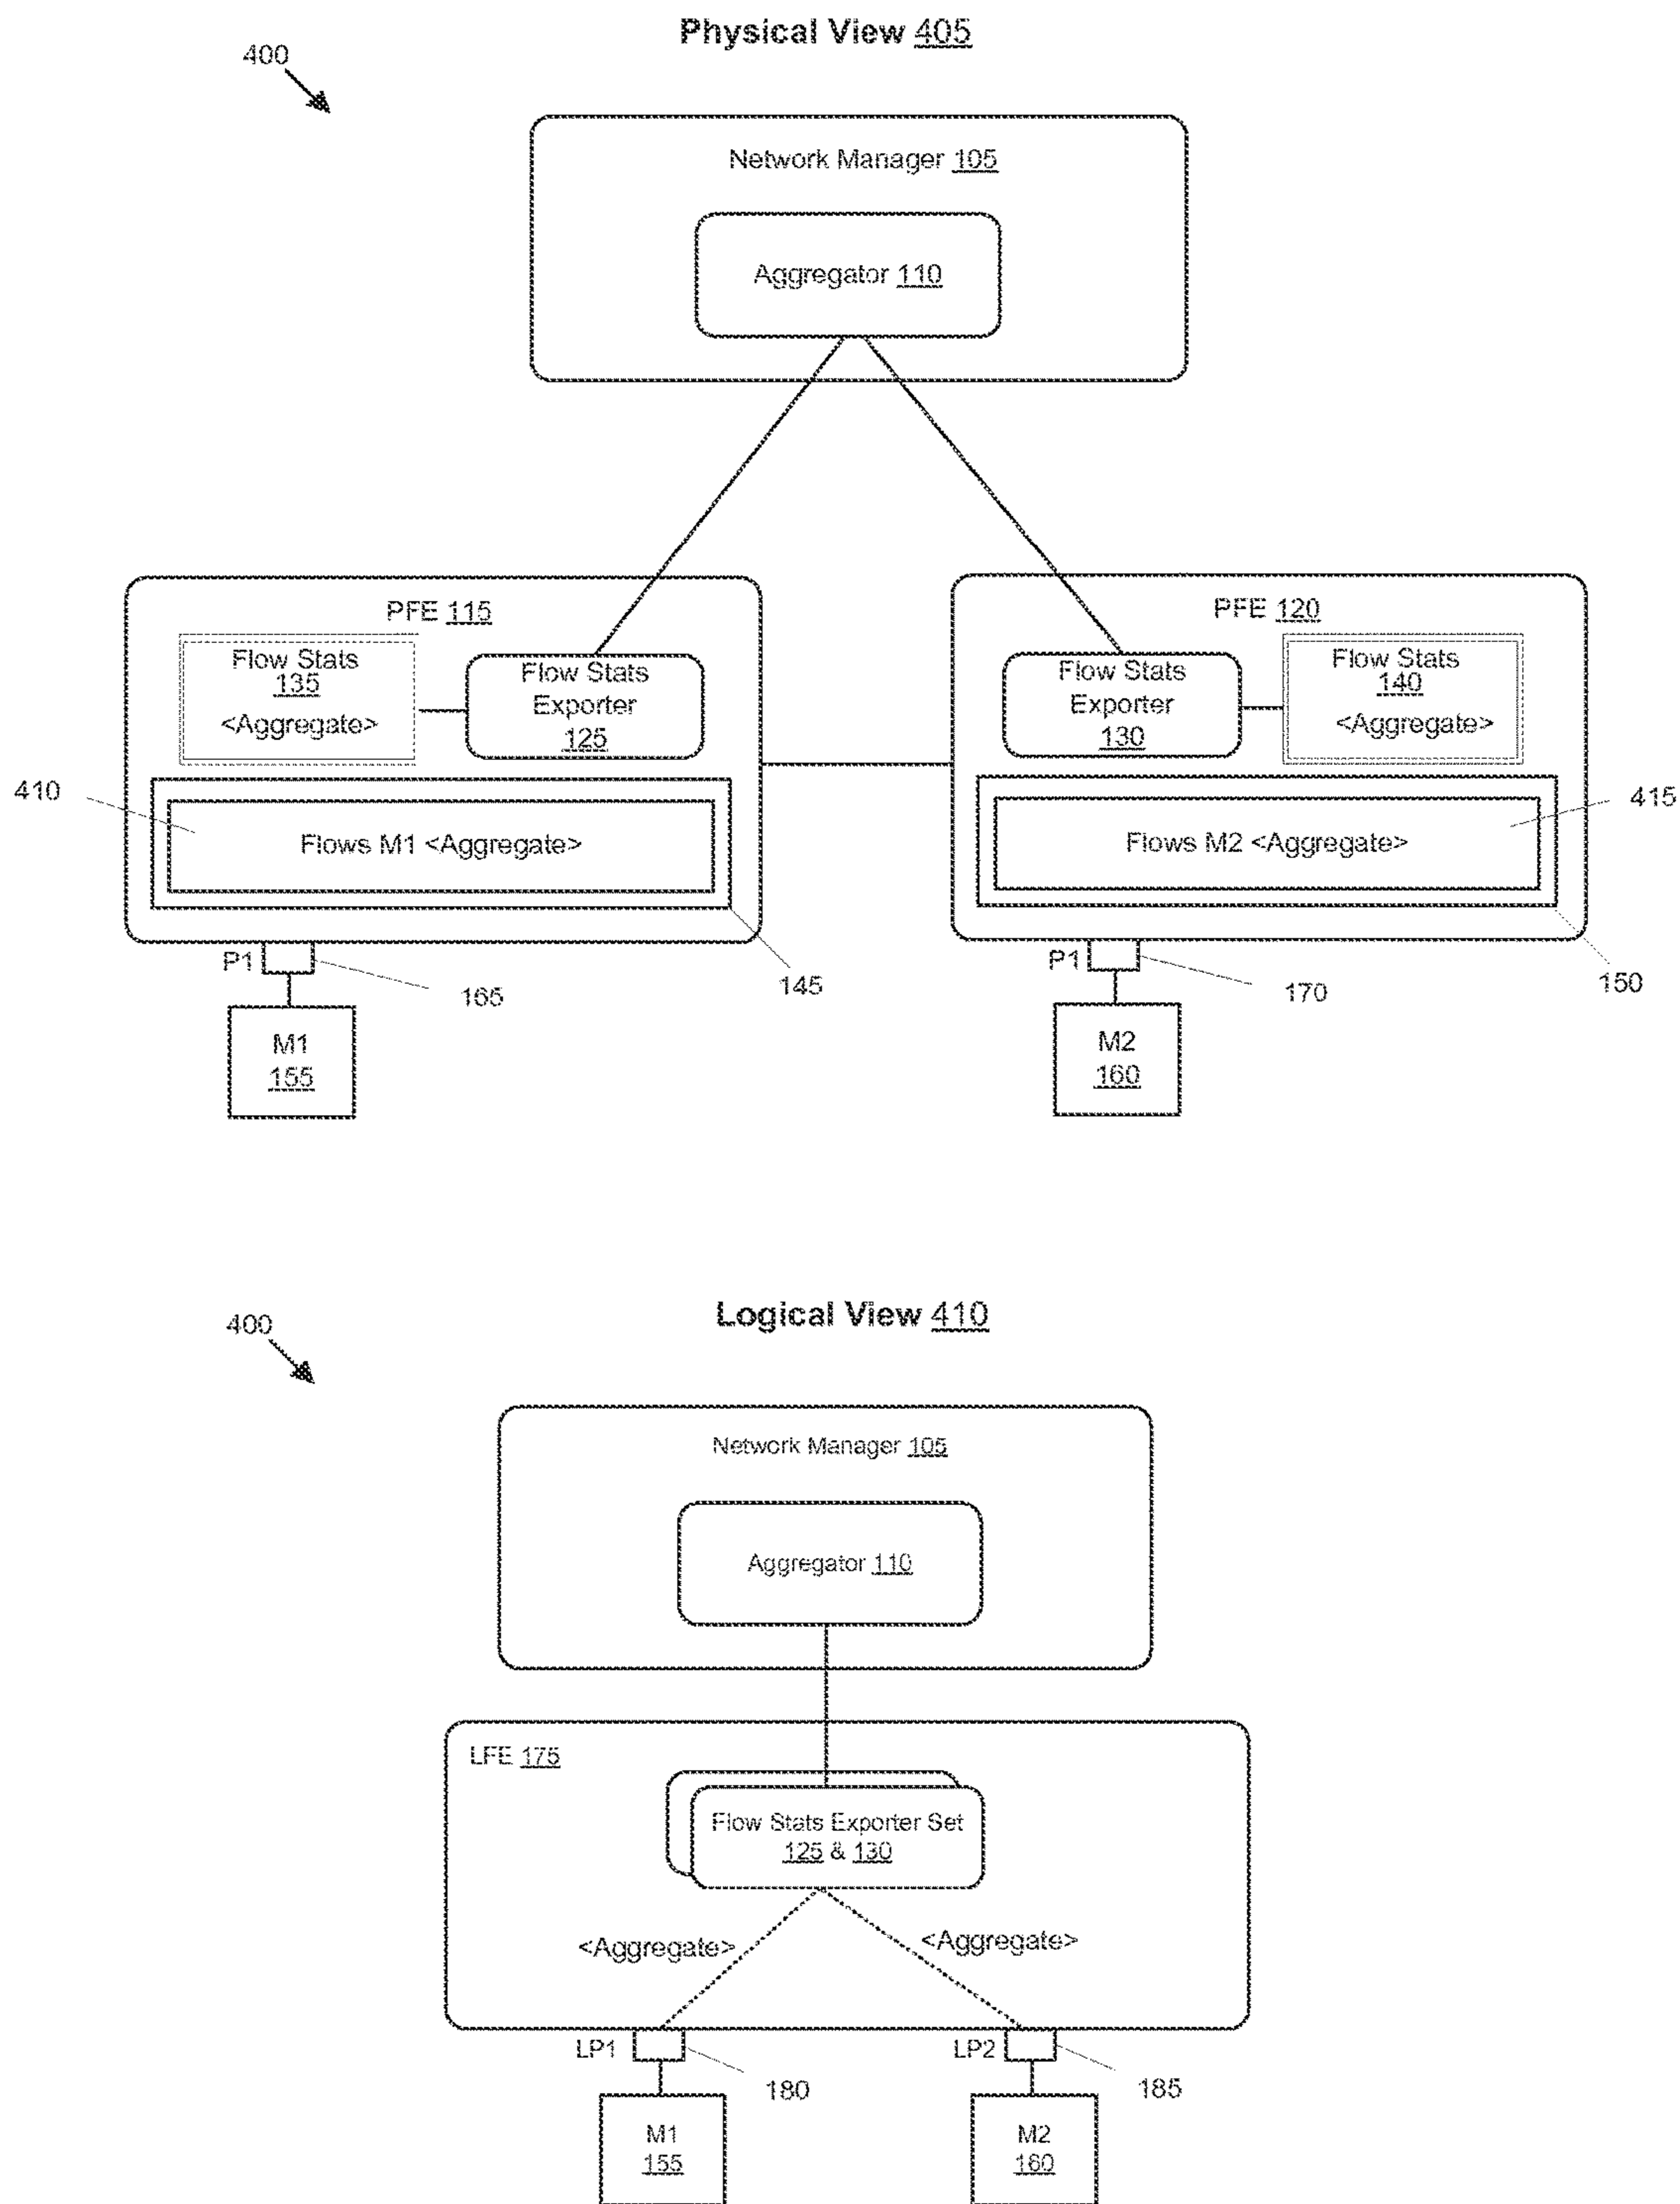 Physical View 405
400
Network Manager 105
Aggregator 110
PFE 115
Flow Stats
135
<Aggregate>
Flow Stats
Exporter
125
PFE 120
Flow Stats
Exporter
130
Flow Stats
140
<Aggregate>
410
Flows M1 <Aggregate>
Flows M2 <Aggregate>
415
P1
165
145
P1
170
150
M1
155
M2
160
Logical View 410
400
Network Manager 105
Aggregator 110
LFE 175
Flow Stats Exporter Set
125 & 130
<Aggregate>
<Aggregate>
LP1
180
LP2
185
M1
155
M2
160